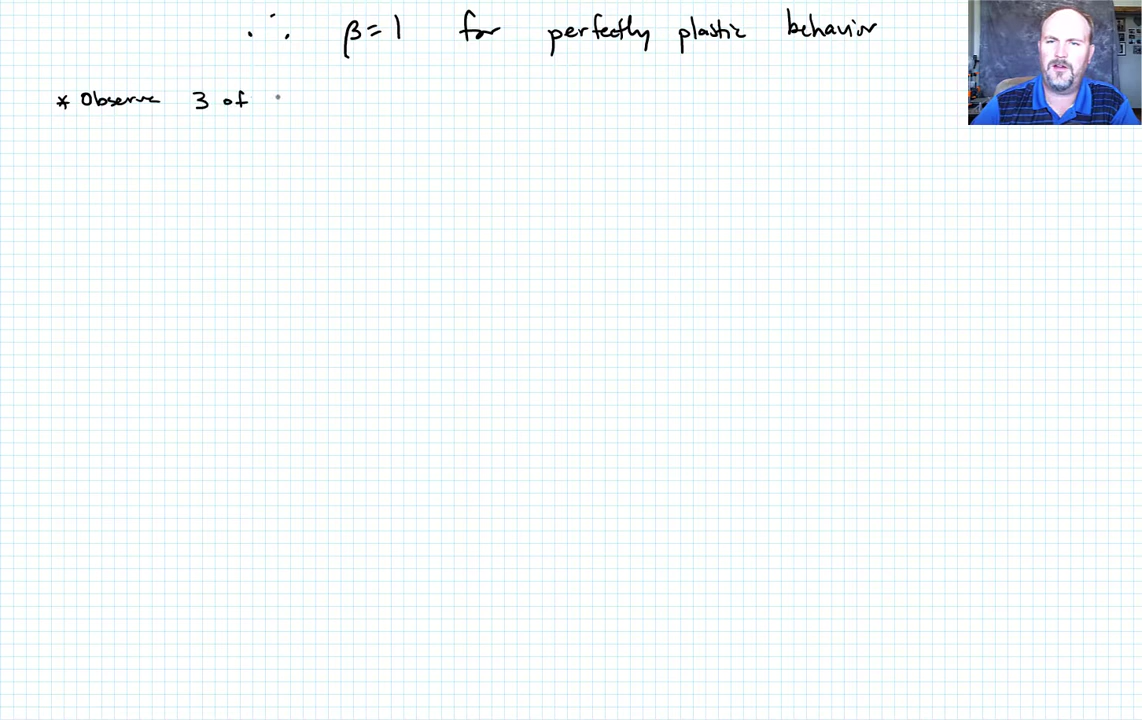 ∴ β=1 for perfectly plastic behavior
* Observe 3 of